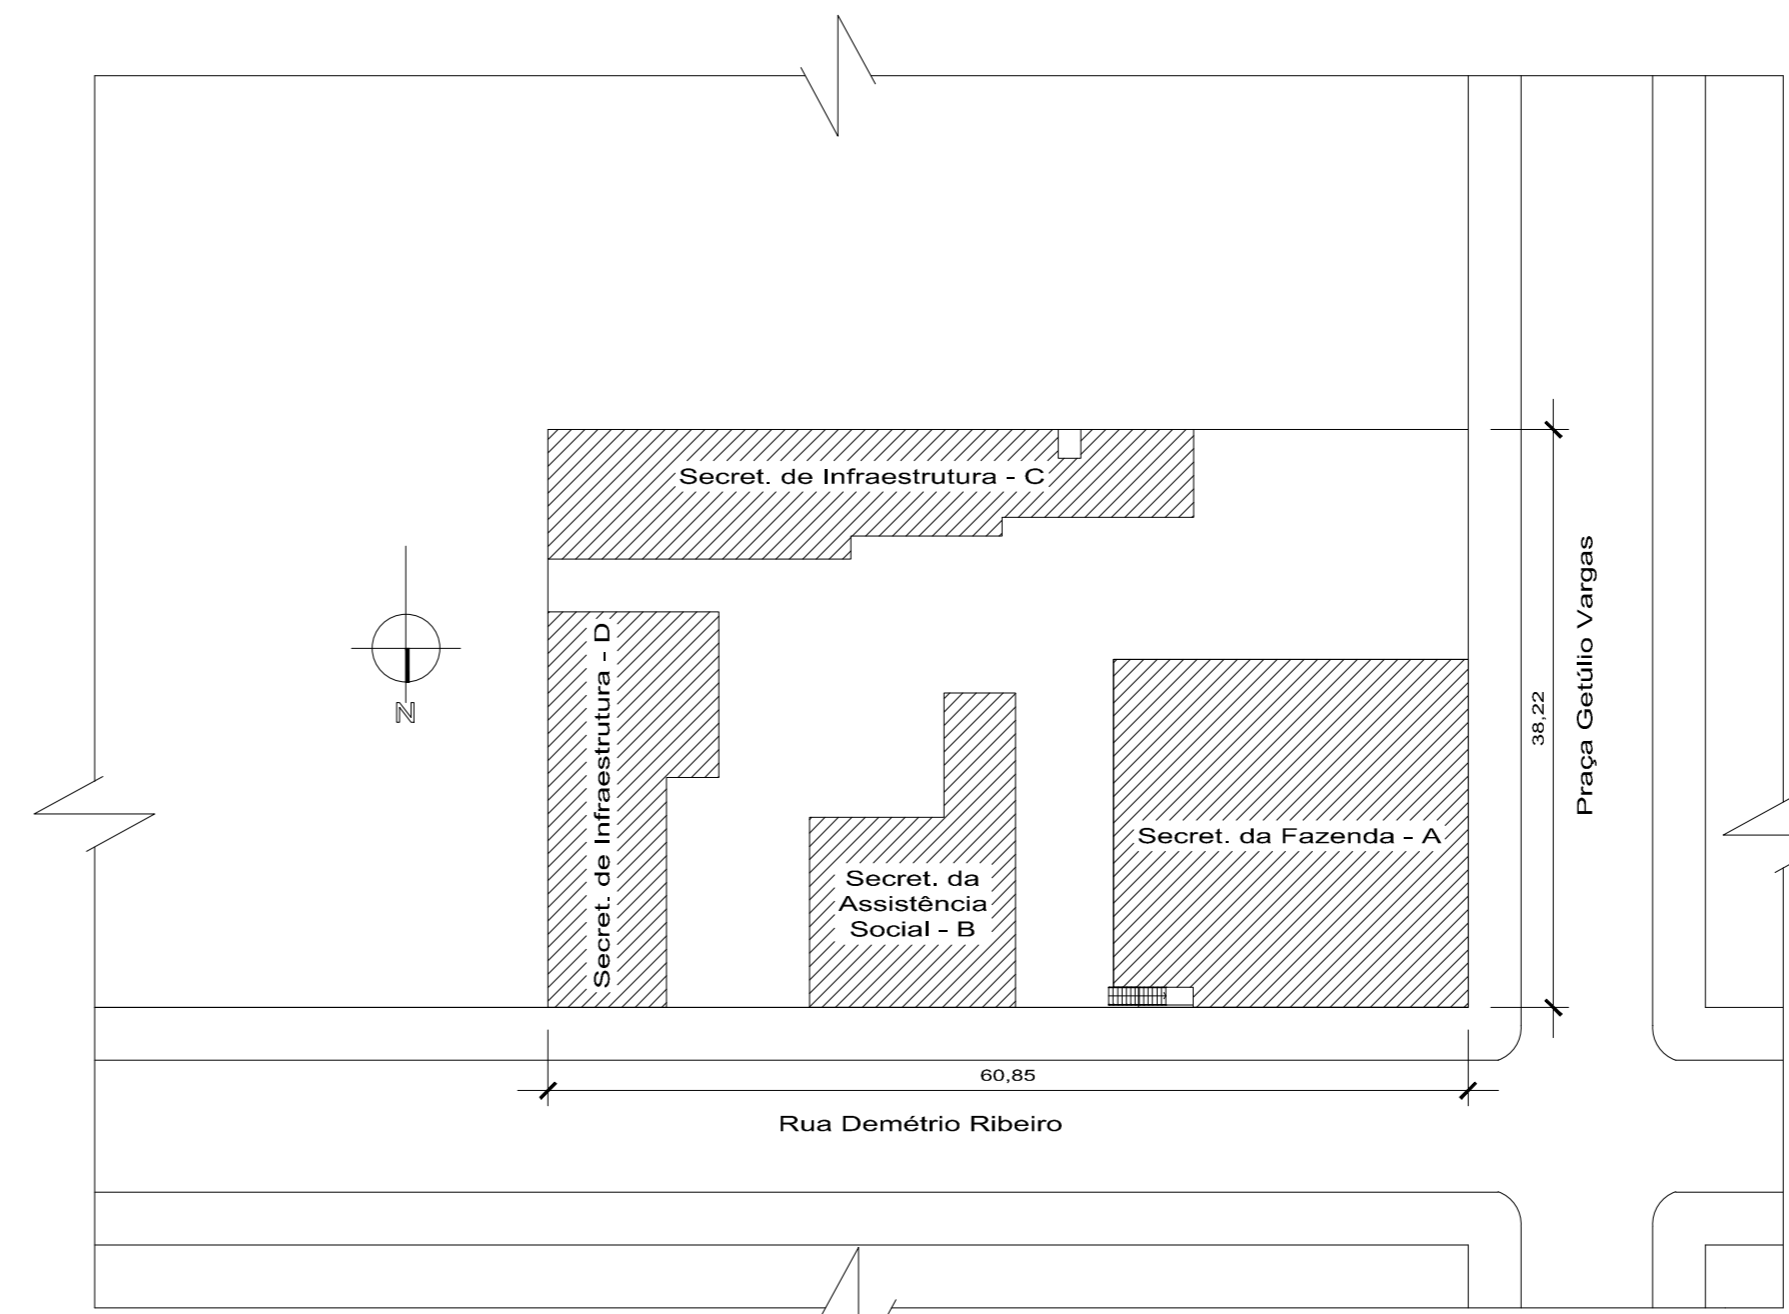 Secret. de Infraestrutura - C
Secret. de Infraestrutura - D
N
Secret. da
Assistência
Social - B
Secret. da Fazenda - A
38,22
Praça Getúlio Vargas
60,85
Rua Demétrio Ribeiro